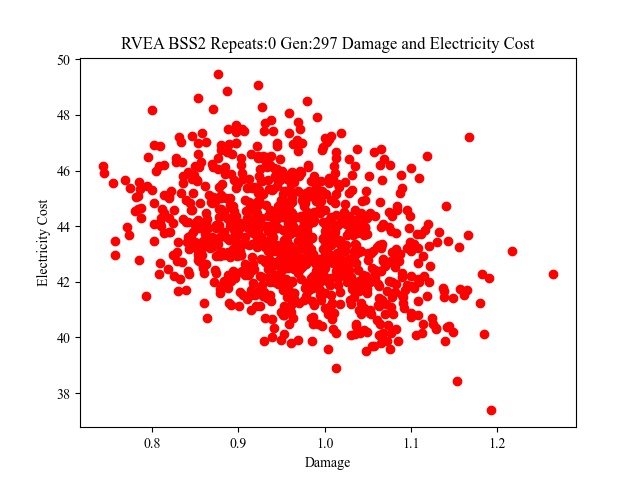 RVEA BSS2 Repeats:0 Gen:297 Damage and Electricity Cost
50
48
46
44
42
40
38
Electricity Cost
0.8 0.9 1.0 1.1 1.2
Damage